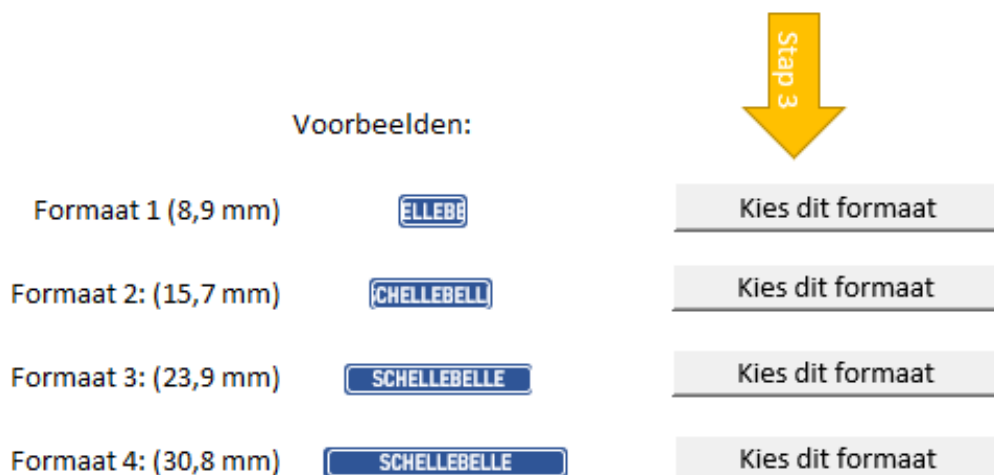 Stap 3
Voorbeelden:
Formaat 1 (8,9 mm) ELLEBE Kies dit formaat
Formaat 2: (15,7 mm) SCHELLEBELL Kies dit formaat
Formaat 3: (23,9 mm) SCHELLEBELLE Kies dit formaat
Formaat 4: (30,8 mm) SCHELLEBELLE Kies dit formaat